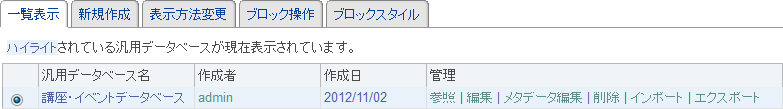 一覧表示 新規作成 表示方法変更 ブロック操作 ブロックスタイル
ハイライトされている汎用データベースが現在表示されています。
汎用データベース名 作成者 作成日 管理
講座・イベントデータベース admin 2012/11/02 参照 | 編集 | メタデータ編集 | 削除 | インポート | エクスポート